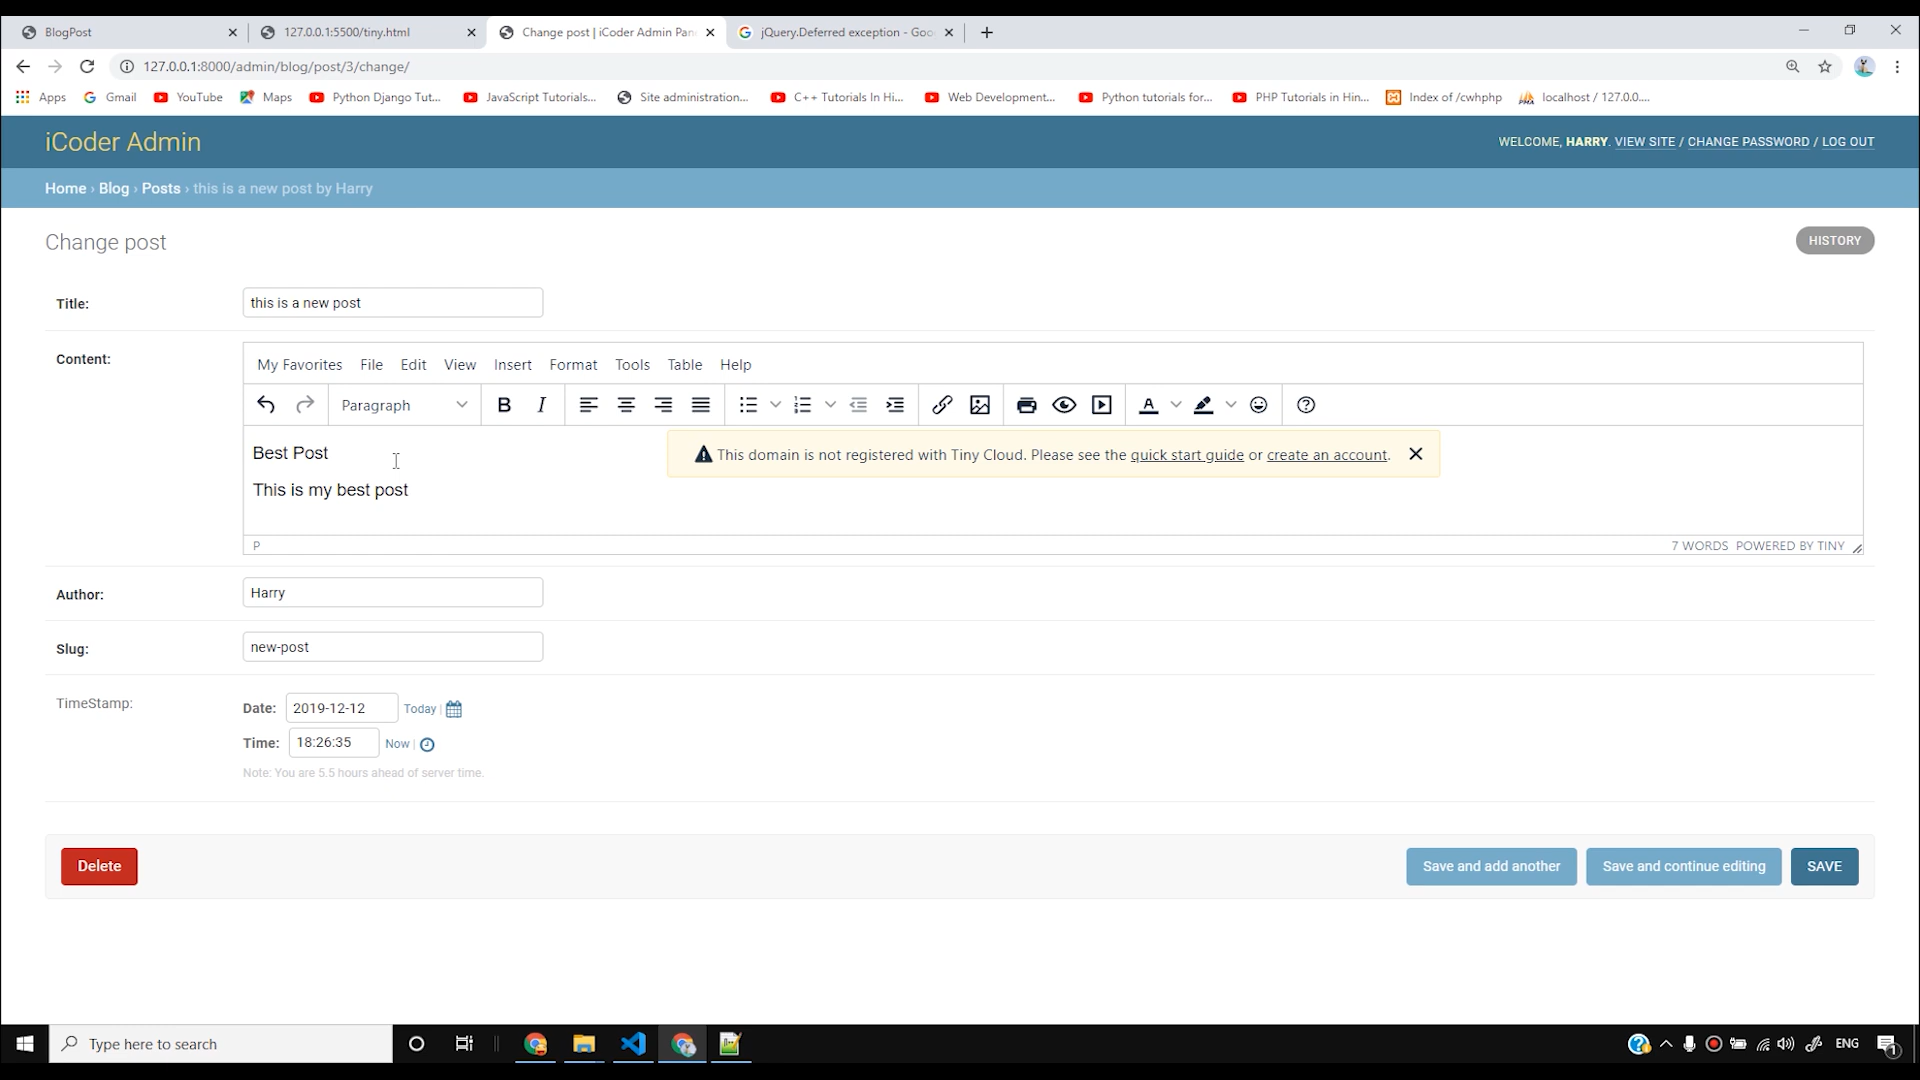 BlogPost
127.0.0.1:5500/tiny.html
Change post | iCoder Admin Pan
jQuery.Deferred exception - Goo
127.0.0.1:8000/admin/blog/post/3/change/
Apps Gmail YouTube Maps Python Django Tut... JavaScript Tutorials... Site administration... C++ Tutorials In Hi... Web Development... Python tutorials for... PHP Tutorials in Hin... Index of /cwhphp localhost / 127.0.0....
iCoder Admin
WELCOME, HARRY. VIEW SITE / CHANGE PASSWORD / LOG OUT
Home › Blog › Posts › this is a new post by Harry
Change post
HISTORY
Title: this is a new post
Content:
My Favorites File Edit View Insert Format Tools Table Help
Paragraph B I A
Best Post
This domain is not registered with Tiny Cloud. Please see the quick start guide or create an account.
This is my best post
P 7 WORDS POWERED BY TINY
Author: Harry
Slug: new-post
TimeStamp:
Date: 2019-12-12 Today |
Time: 18:26:35 Now |
Note: You are 5.5 hours ahead of server time.
Delete
Save and add another
Save and continue editing
SAVE
Type here to search
ENG
1